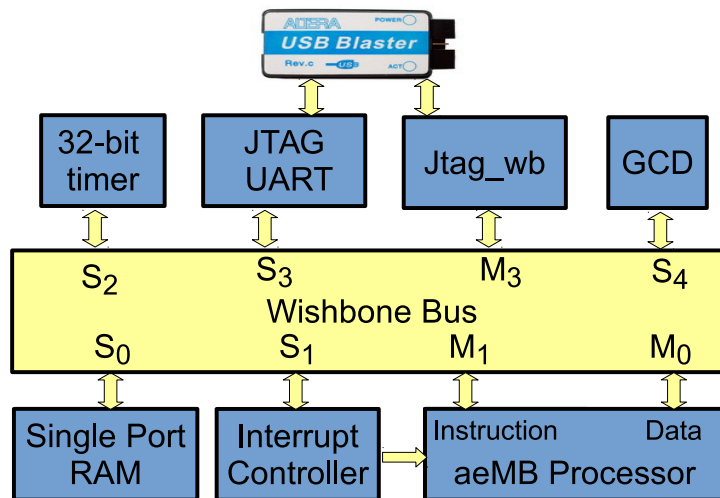 ALTERA
POWER
USB Blaster
Rev.c
USB
ACT
32-bit
timer
JTAG
UART
Jtag_wb
GCD
S2
S3
M3
S4
Wishbone Bus
S0
S1
M1
M0
Single Port
RAM
Interrupt
Controller
Instruction
Data
aeMB Processor